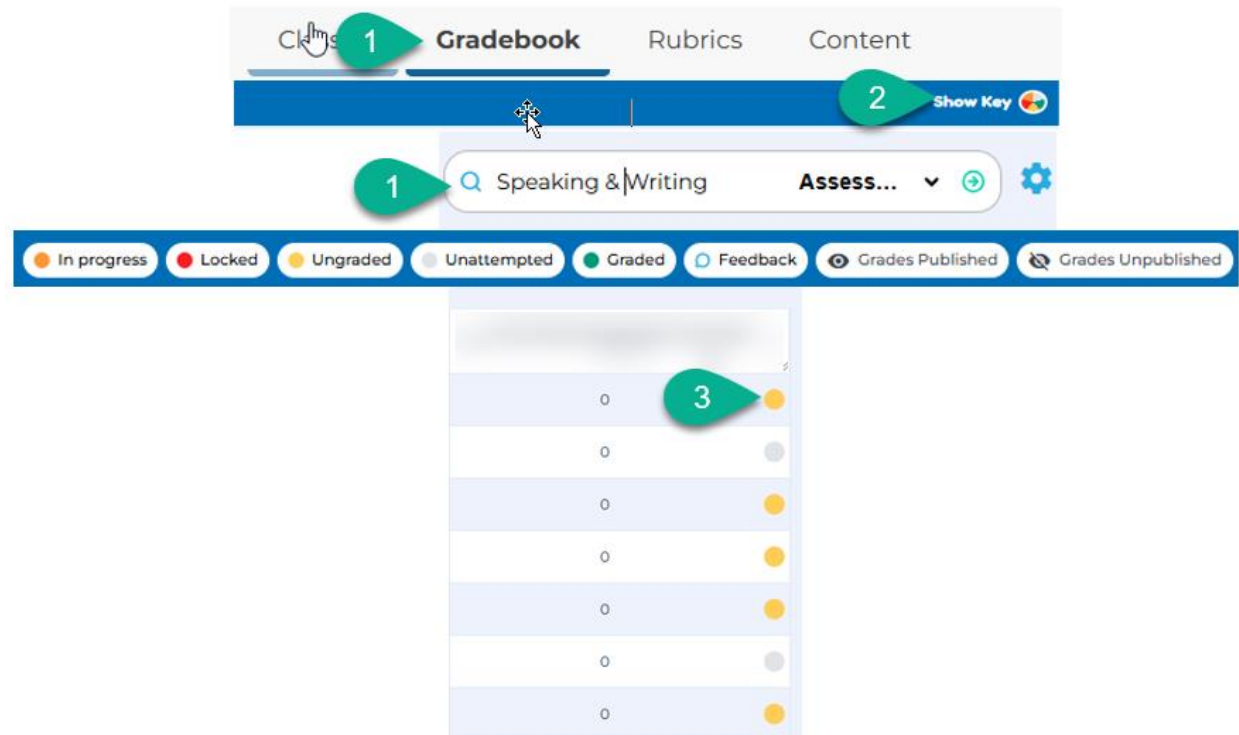 1 Gradebook Rubrics Content
2 Show Key
1 Speaking & Writing Assess...
In progress Locked Ungraded Unattempted Graded Feedback Grades Published Grades Unpublished
0 3
0
0
0
0
0
0